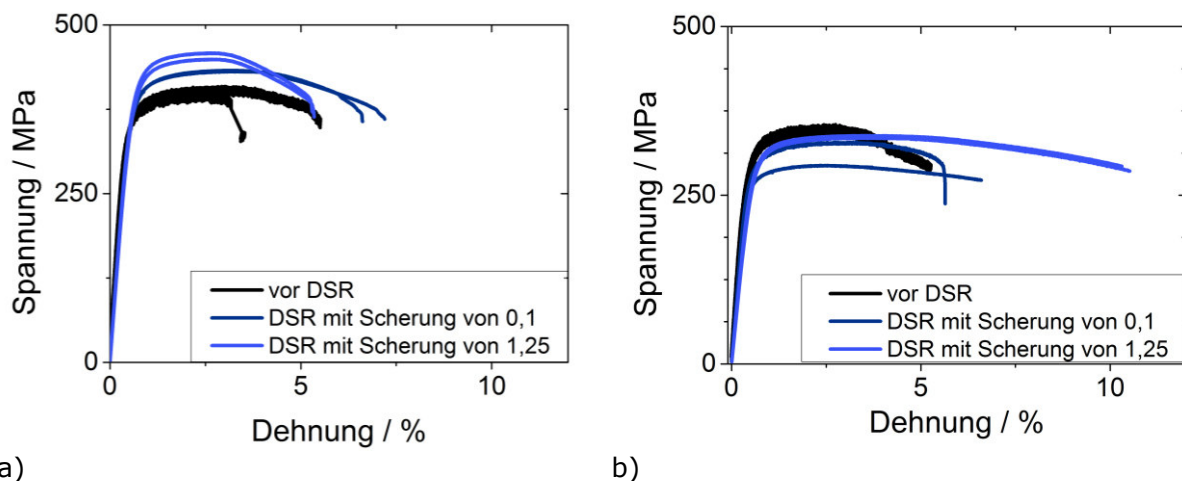 500
250
0
0
5
10
Spannung / MPa
Dehnung / %
vor DSR
DSR mit Scherung von 0,1
DSR mit Scherung von 1,25
a)
500
250
0
0
5
10
Spannung / MPa
Dehnung / %
vor DSR
DSR mit Scherung von 0,1
DSR mit Scherung von 1,25
b)